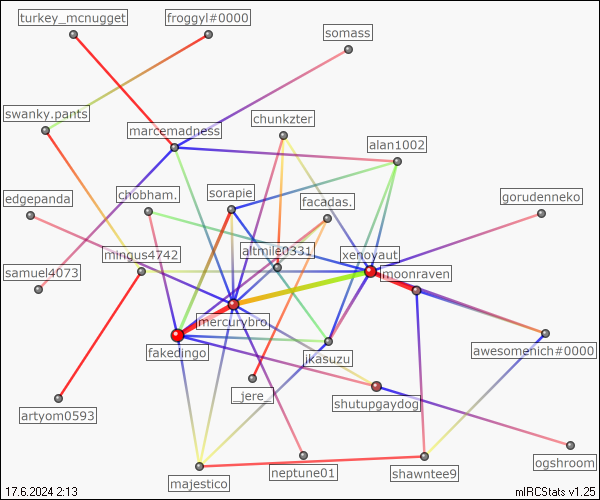 turkey_mcnugget
froggyl#0000
somass
swanky.pants
marcemadness
chunkzter
alan1002
edgepanda
chobham.
sorapie
facadas.
gorudenneko
mingus4742
altmile0331
xenoyaut
samuel4073
moonraven
mercurybro
fakedingo
ikasuzu
awesomenich#0000
artyom0593
_jere_
shutupgaydog
majestico
neptune01
shawntee9
ogshroom
17.6.2024 2:13
mIRCStats v1.25